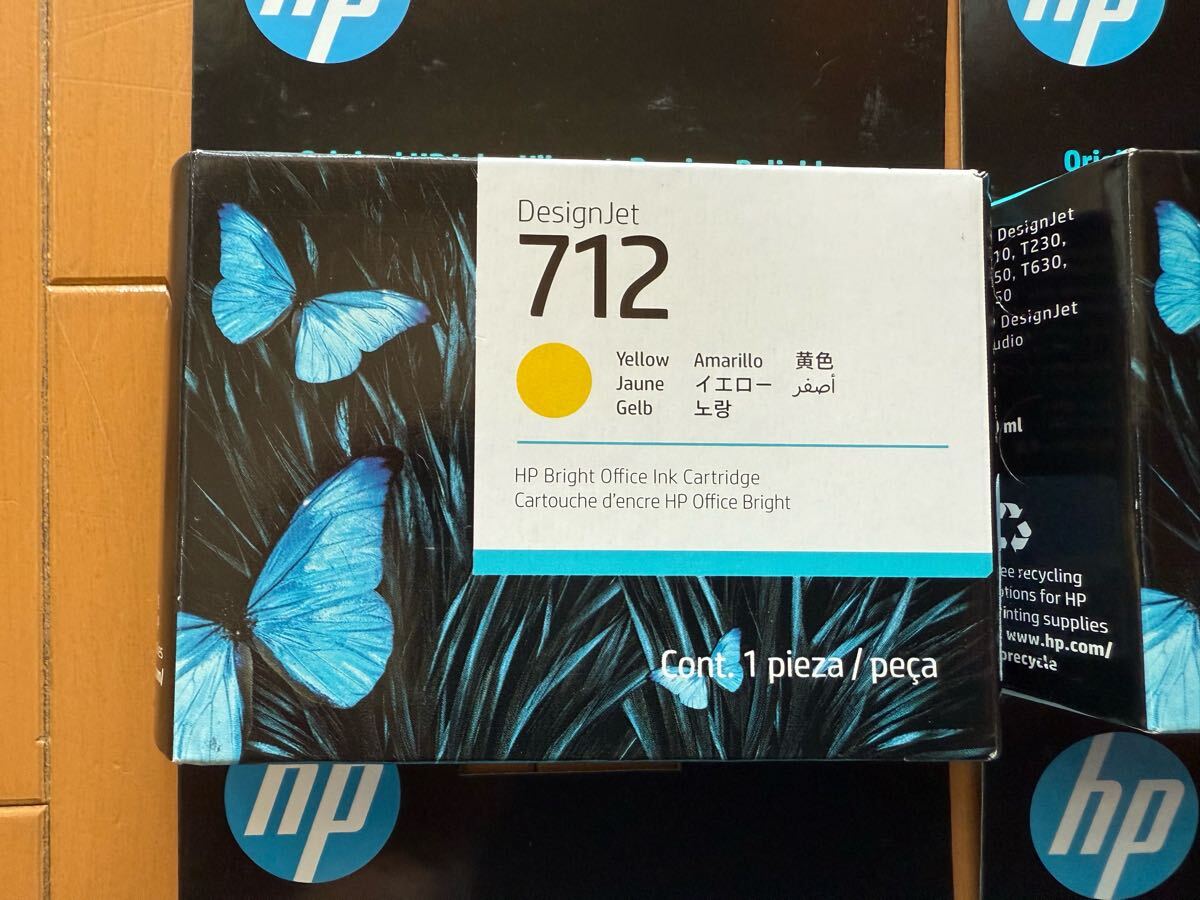 hp
hp
DesignJet
712
Yellow Amarillo 黄色
Jaune イエロー أصفر
Gelb 노랑
HP Bright Office Ink Cartridge
Cartouche d'encre HP Office Bright
Cont. 1 pieza / peça
DesignJet
T230,
T630,
DesignJet
ml
recycling
for HP
supplies
www.hp.com/
hp
hp